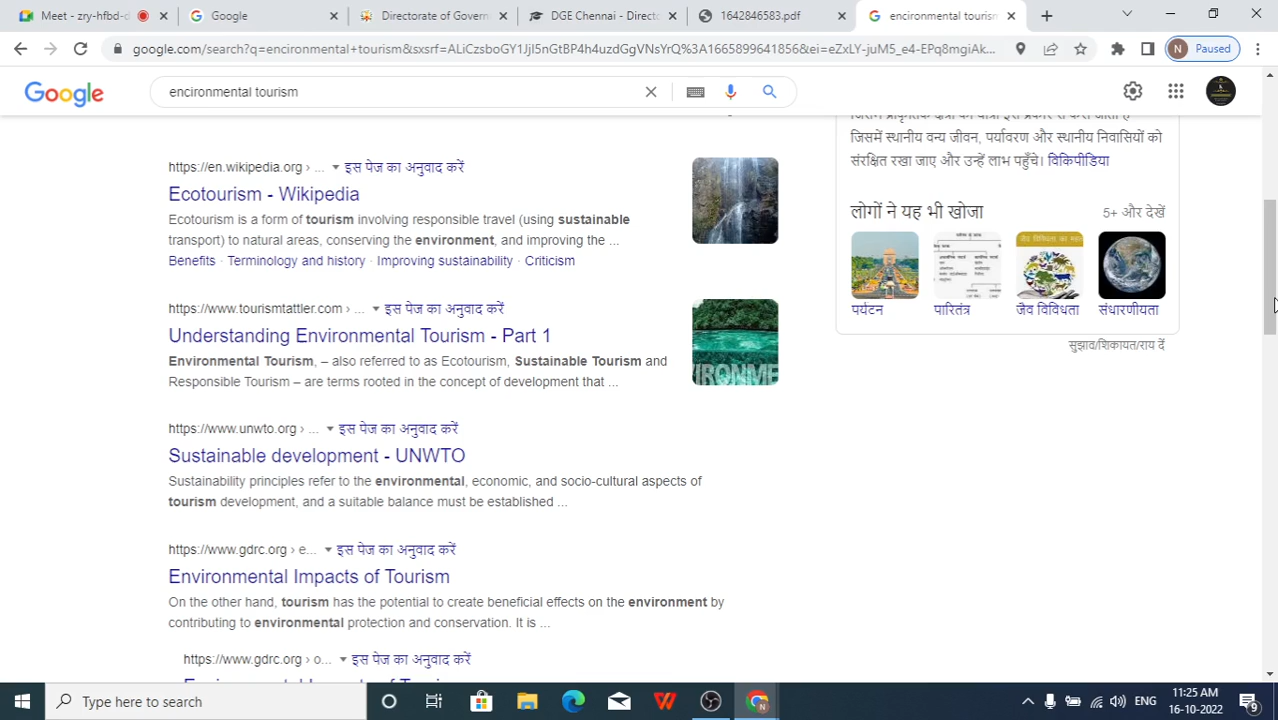 Meet - zry-hfbd-
Google
Directorate of Governm
DGE Chennai - Direct
1642846583.pdf
encironmental tourism
google.com/search?q=encironmental+tourism&sxsrf=ALiCzsboGY1JjI5nGtBP4h4uzdGgVNsYrQ%3A1665899641856&ei=eZxLY-juM5_e4-EPq8mgiAk...
N Paused
Google
encironmental tourism
जिसमें स्थानीय वन्य जीवन, पर्यावरण और स्थानीय निवासियों को
संरक्षित रखा जाए और उन्हें लाभ पहुँचे। विकिपीडिया
https://en.wikipedia.org › ... इस पेज का अनुवाद करें
Ecotourism - Wikipedia
Ecotourism is a form of tourism involving responsible travel (using sustainable
transport) to natural areas, conserving the environment, and improving the ...
Benefits · Terminology and history · Improving sustainability · Criticism
लोगों ने यह भी खोजा
5+ और देखें
पर्यटन
पारितंत्र
जैव विविधता
संधारणीयता
सुझाव/शिकायत/राय दें
https://www.tourismtattler.com › ... इस पेज का अनुवाद करें
Understanding Environmental Tourism - Part 1
Environmental Tourism, – also referred to as Ecotourism, Sustainable Tourism and
Responsible Tourism – are terms rooted in the concept of development that ...
https://www.unwto.org › ... इस पेज का अनुवाद करें
Sustainable development - UNWTO
Sustainability principles refer to the environmental, economic, and socio-cultural aspects of
tourism development, and a suitable balance must be established ...
https://www.gdrc.org › e... इस पेज का अनुवाद करें
Environmental Impacts of Tourism
On the other hand, tourism has the potential to create beneficial effects on the environment by
contributing to environmental protection and conservation. It is ...
https://www.gdrc.org › o... इस पेज का अनुवाद करें
Type here to search
ENG
11:25 AM
16-10-2022
9